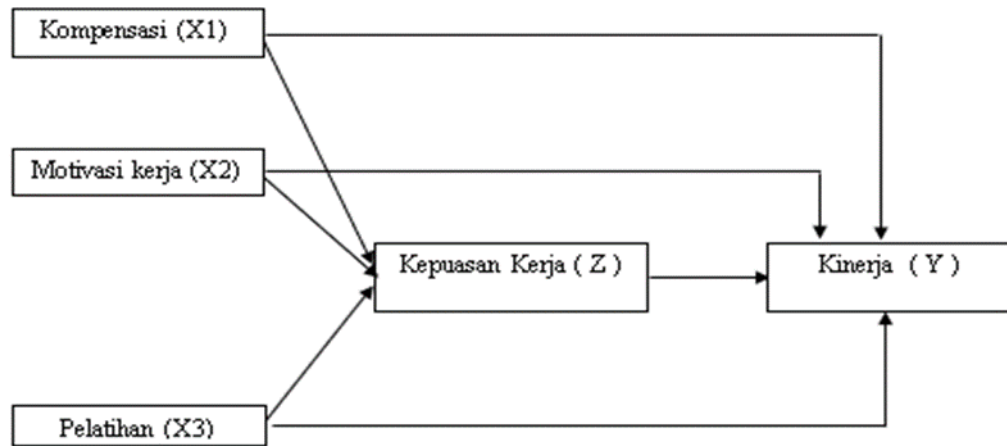 Kompensasi (X1)
Motivasi kerja (X2)
Kepuasan Kerja ( Z )
Kinerja ( Y )
Pelatihan (X3)